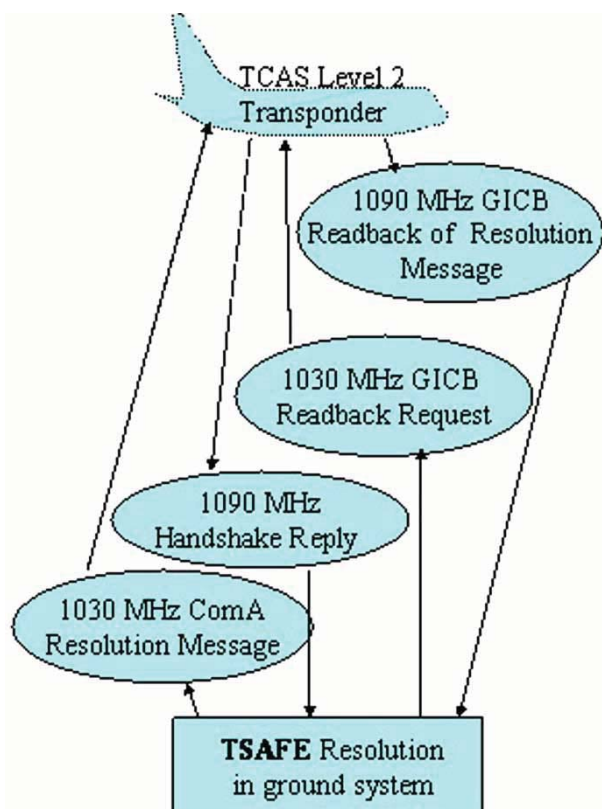 TCAS Level 2
Transponder
1090 MHz GICB
Readback of Resolution
Message
1030 MHz GICB
Readback Request
1090 MHz
Handshake Reply
1030 MHz ComA
Resolution Message
TSAFE Resolution
in ground system